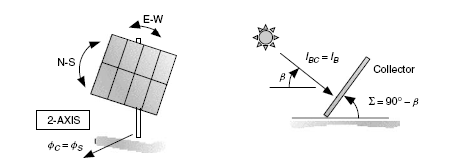 E-W
N-S
2-AXIS
ϕC = ϕS
IBC = IB
β
Collector
Σ = 90° – β